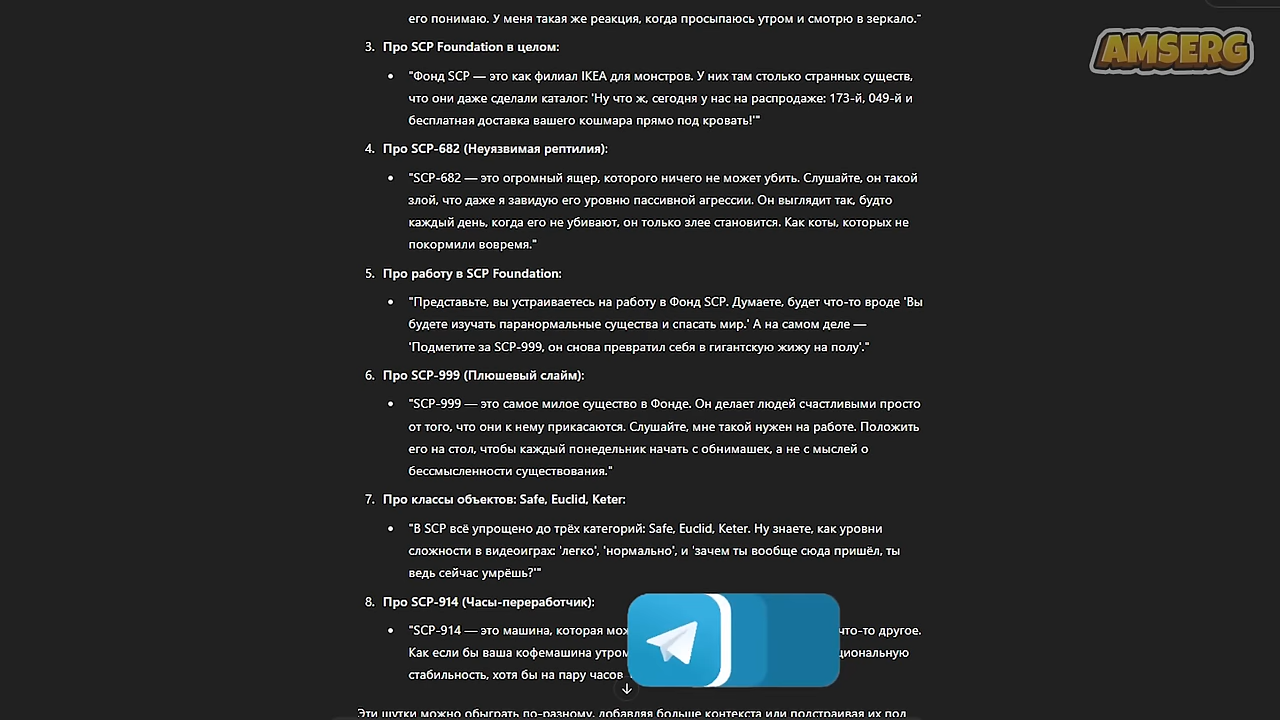 его понимаю. У меня такая же реакция, когда просыпаюсь утром и смотрю в зеркало."
AMSERG
3. Про SCP Foundation в целом:
"Фонд SCP — это как филиал IKEA для монстров. У них там столько странных существ,
что они даже сделали каталог: 'Ну что ж, сегодня у нас на распродаже: 173-й, 049-й и
бесплатная доставка вашего кошмара прямо под кровать!'"
4. Про SCP-682 (Неуязвимая рептилия):
"SCP-682 — это огромный ящер, которого ничего не может убить. Слушайте, он такой
злой, что даже я завидую его уровню пассивной агрессии. Он выглядит так, будто
каждый день, когда его не убивают, он только злее становится. Как коты, которых не
покормили вовремя."
5. Про работу в SCP Foundation:
"Представьте, вы устраиваетесь на работу в Фонд SCP. Думаете, будет что-то вроде 'Вы
будете изучать паранормальные существа и спасать мир.' А на самом деле —
'Подметите за SCP-999, он снова превратил себя в гигантскую жижу на полу'."
6. Про SCP-999 (Плюшевый слайм):
"SCP-999 — это самое милое существо в Фонде. Он делает людей счастливыми просто
от того, что они к нему прикасаются. Слушайте, мне такой нужен на работе. Положить
его на стол, чтобы каждый понедельник начать с обнимашек, а не с мыслей о
бессмысленности существования."
7. Про классы объектов: Safe, Euclid, Keter:
"В SCP всё упрощено до трёх категорий: Safe, Euclid, Keter. Ну знаете, как уровни
сложности в видеоиграх: 'легко', 'нормально', и 'зачем ты вообще сюда пришёл, ты
ведь сейчас умрёшь?'"
8. Про SCP-914 (Часы-переработчик):
"SCP-914 — это машина, которая что-то другое.
Как если бы ваша кофемашина утром
стабильность, хотя бы на пару часов
Эти шутки можно обыграть по-разному, добавляя больше контекста или подстраивая их под